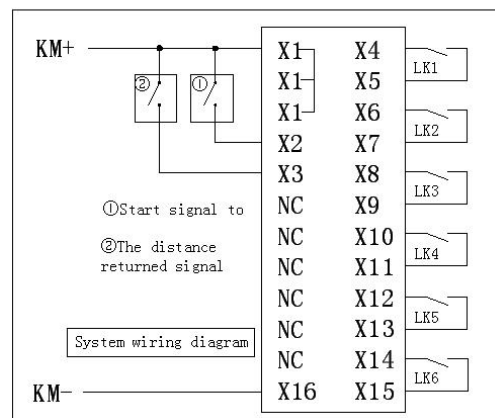 KM+
②
①
X1 X4
X1 X5
X1 X6
X2 X7
X3 X8
NC X9
NC X10
NC X11
NC X12
NC X13
NC X14
X16 X15
LK1
LK2
LK3
LK4
LK5
LK6
①Start signal to
②The distance
returned signal
System wiring diagram
KM-